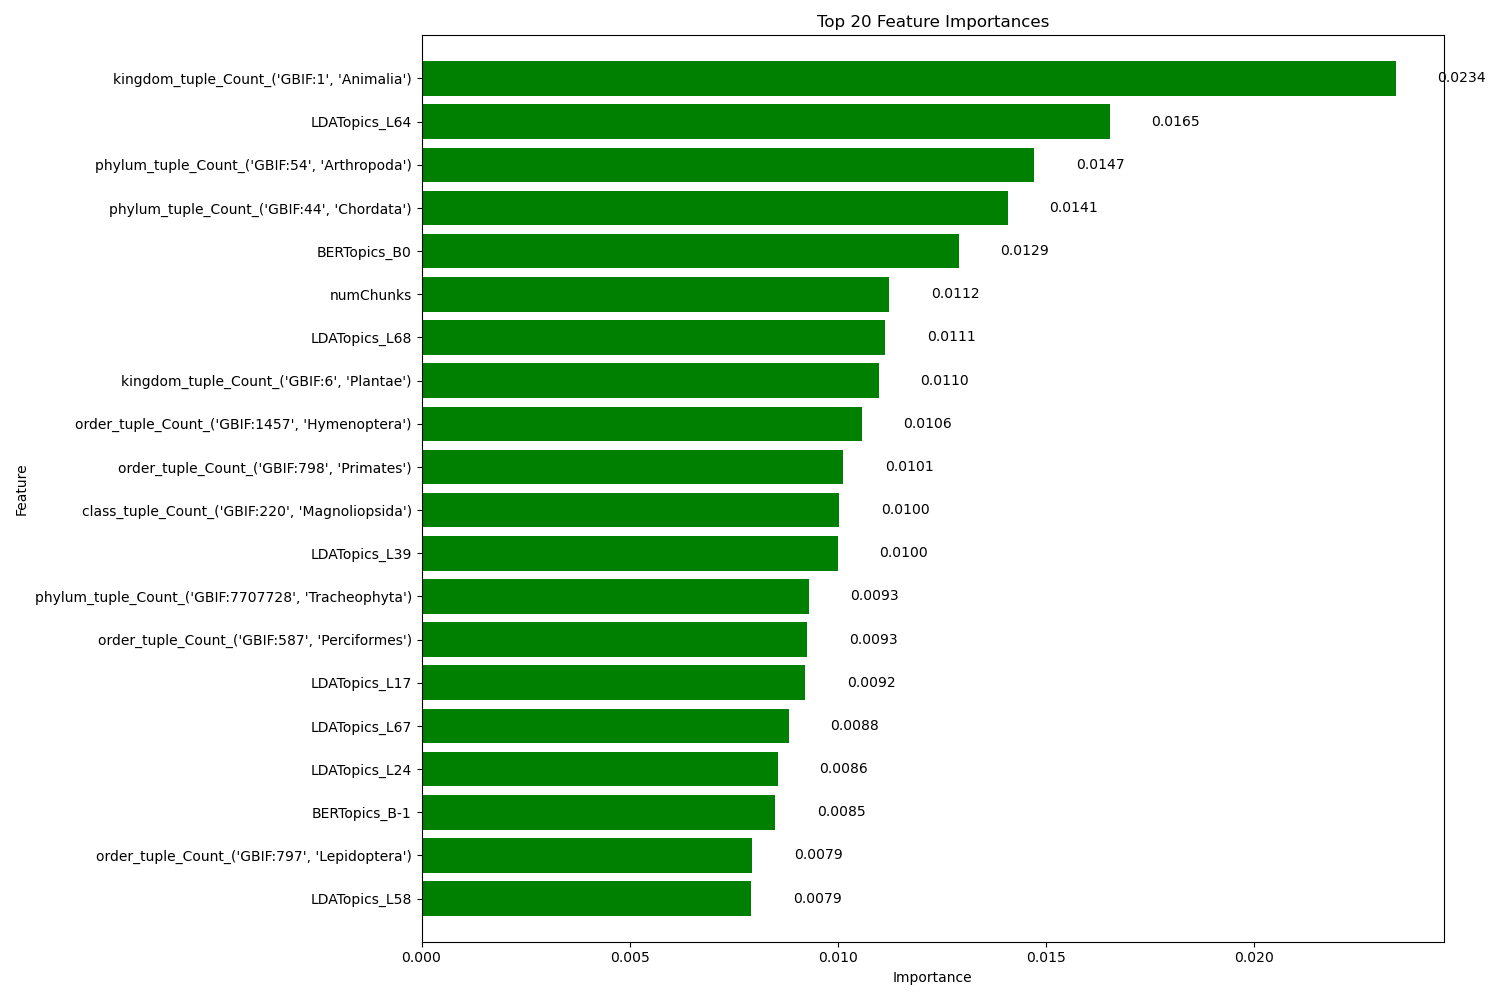 Top 20 Feature Importances
kingdom_tuple_Count_('GBIF:1', 'Animalia') 0.0234
LDATopics_L64 0.0165
phylum_tuple_Count_('GBIF:54', 'Arthropoda') 0.0147
phylum_tuple_Count_('GBIF:44', 'Chordata') 0.0141
BERTopics_B0 0.0129
numChunks 0.0112
LDATopics_L68 0.0111
kingdom_tuple_Count_('GBIF:6', 'Plantae') 0.0110
order_tuple_Count_('GBIF:1457', 'Hymenoptera') 0.0106
order_tuple_Count_('GBIF:798', 'Primates') 0.0101
class_tuple_Count_('GBIF:220', 'Magnoliopsida') 0.0100
LDATopics_L39 0.0100
phylum_tuple_Count_('GBIF:7707728', 'Tracheophyta') 0.0093
order_tuple_Count_('GBIF:587', 'Perciformes') 0.0093
LDATopics_L17 0.0092
LDATopics_L67 0.0088
LDATopics_L24 0.0086
BERTopics_B-1 0.0085
order_tuple_Count_('GBIF:797', 'Lepidoptera') 0.0079
LDATopics_L58 0.0079
Feature
0.000 0.005 0.010 0.015 0.020
Importance